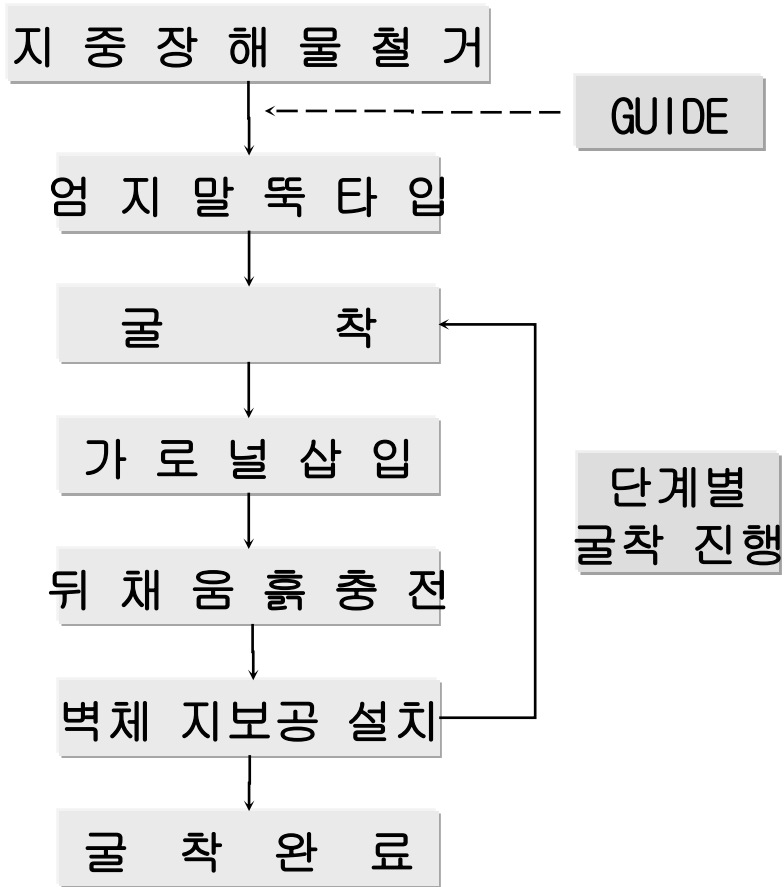 지중장해물철거
GUIDE
엄지말뚝타입
굴 착
가로널삽입
단계별
굴착 진행
뒤채움흙충전
벽체 지보공 설치
굴 착 완 료